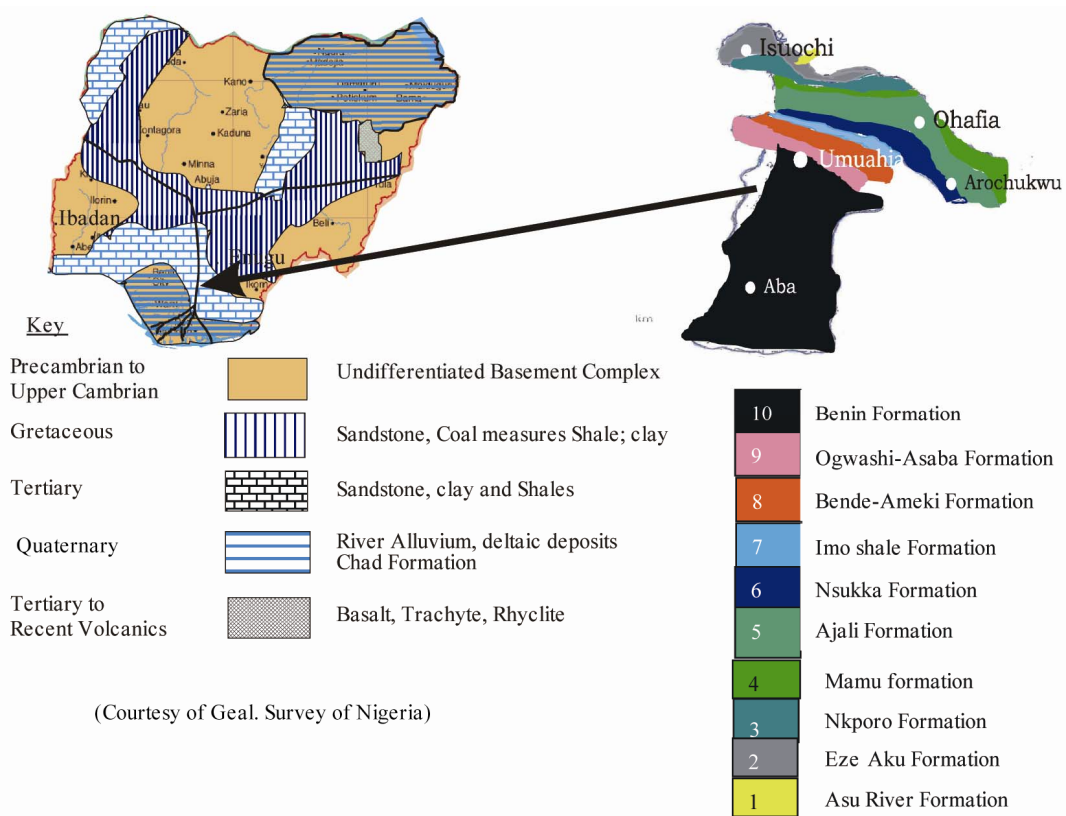 Kano
Zaria
Kaduna
Minna
Abuja
Ilorin
Ibadan
Abe
Beli
Enugu
Ikom
Isuochi
Ohafia
Umuahia
Arochukwu
Aba
km
Key
Precambrian to
Upper Cambrian
Undifferentiated Basement Complex
Gretaceous
Sandstone, Coal measures Shale; clay
Tertiary
Sandstone, clay and Shales
Quaternary
River Alluvium, deltaic deposits
Chad Formation
Tertiary to
Recent Volcanics
Basalt, Trachyte, Rhyclite
(Courtesy of Geal. Survey of Nigeria)
10 Benin Formation
9 Ogwashi-Asaba Formation
8 Bende-Ameki Formation
7 Imo shale Formation
6 Nsukka Formation
5 Ajali Formation
4 Mamu formation
3 Nkporo Formation
2 Eze Aku Formation
1 Asu River Formation